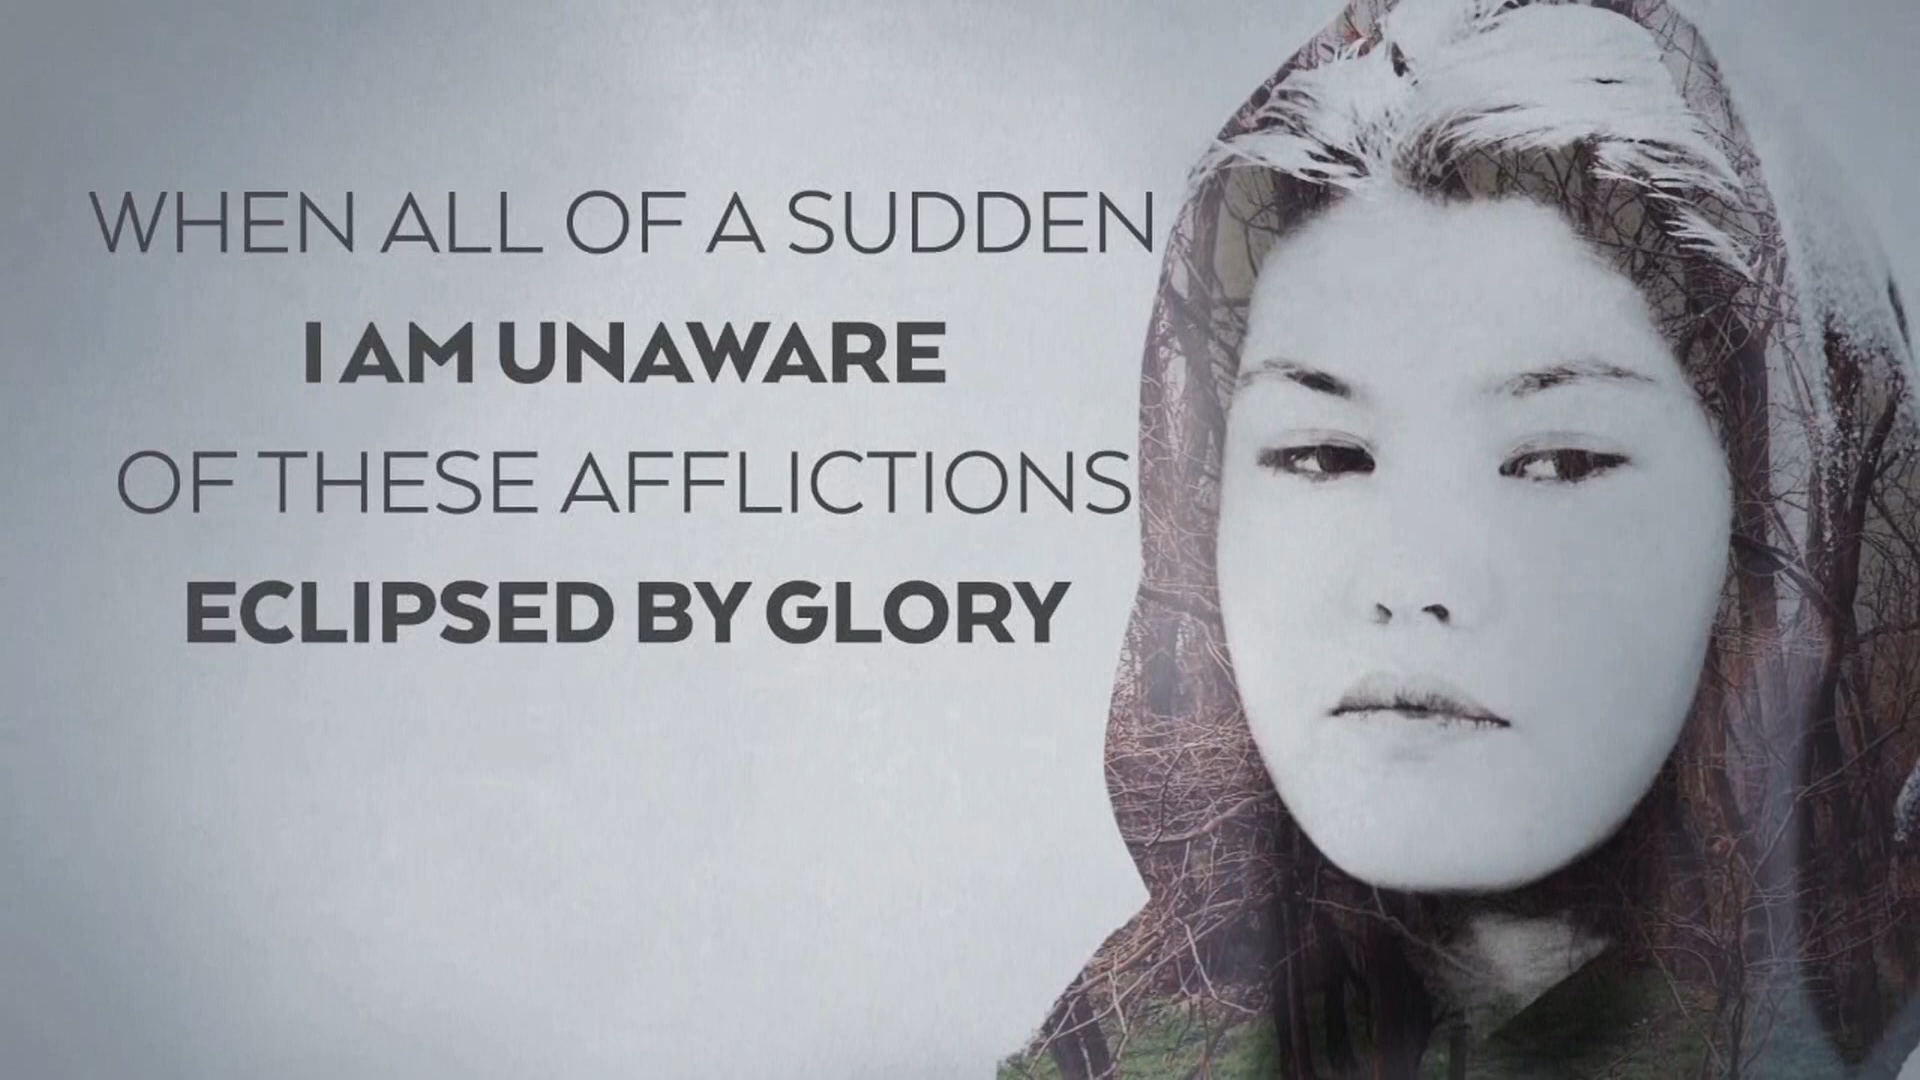 WHEN ALL OF A SUDDEN
I AM UNAWARE
OF THESE AFFLICTIONS
ECLIPSED BY GLORY